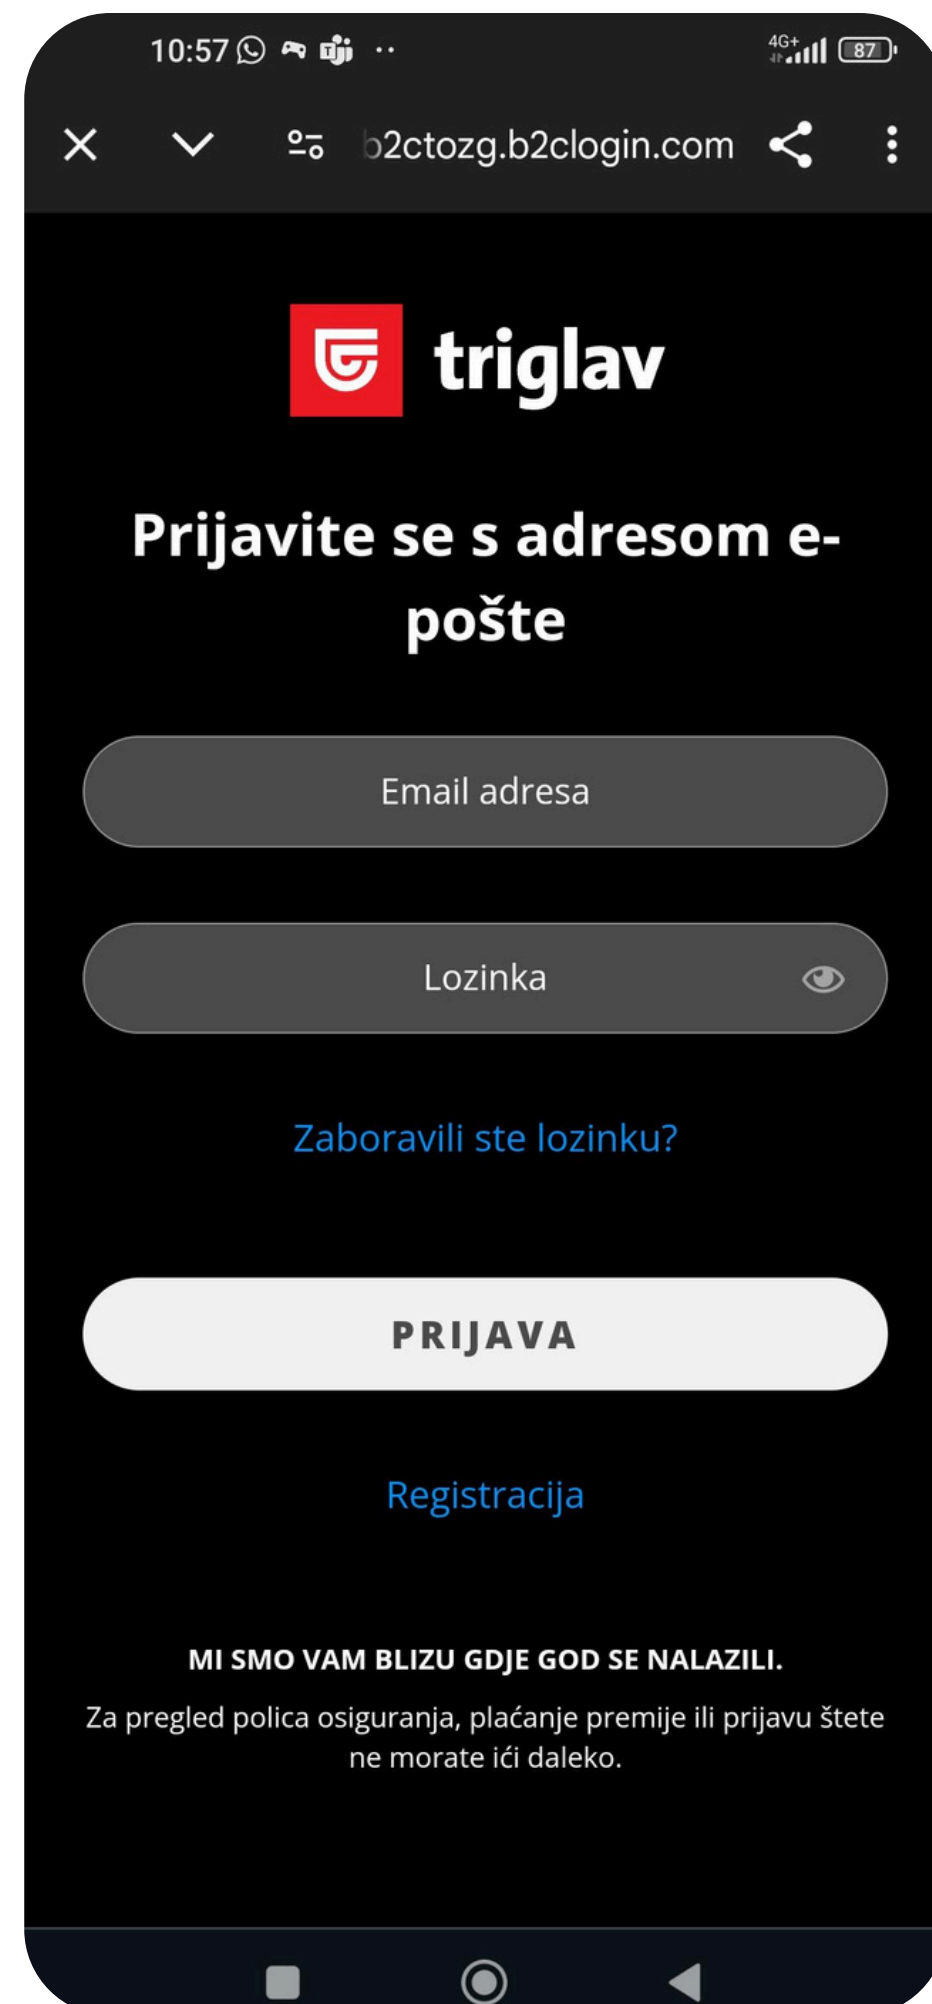 10:57
4G+
87
b2ctozg.b2clogin.com
triglav
Prijavite se s adresom e-
pošte
Email adresa
Lozinka
Zaboravili ste lozinku?
PRIJAVA
Registracija
MI SMO VAM BLIZU GDJE GOD SE NALAZILI.
Za pregled polica osiguranja, plaćanje premije ili prijavu štete
ne morate ići daleko.